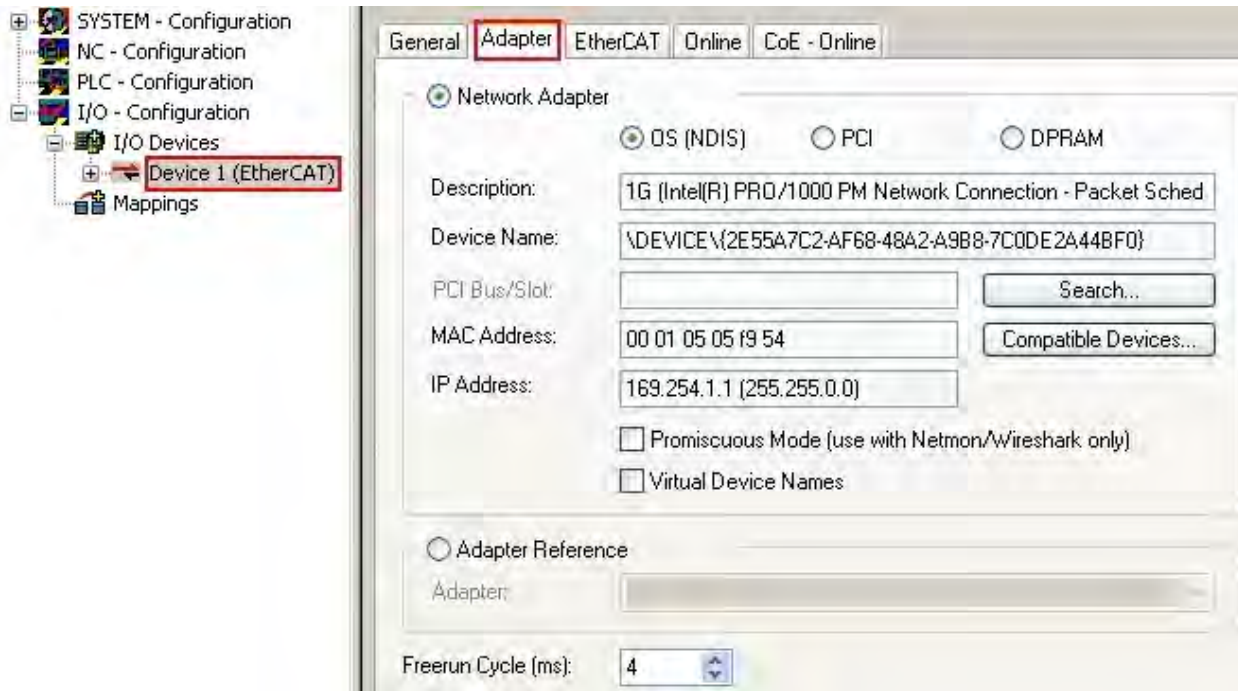 SYSTEM - Configuration
NC - Configuration
PLC - Configuration
I/O - Configuration
I/O Devices
Device 1 (EtherCAT)
Mappings
General Adapter EtherCAT Online CoE - Online
Network Adapter
OS (NDIS) PCI DPRAM
Description: 1G (Intel(R) PRO/1000 PM Network Connection - Packet Sched
Device Name: \DEVICE\{2E55A7C2-AF68-48A2-A9B8-7C0DE2A44BF0}
PCI Bus/Slot: Search...
MAC Address: 00 01 05 05 f9 54 Compatible Devices...
IP Address: 169.254.1.1 (255.255.0.0)
Promiscuous Mode (use with Netmon/Wireshark only)
Virtual Device Names
Adapter Reference
Adapter:
Freerun Cycle (ms): 4